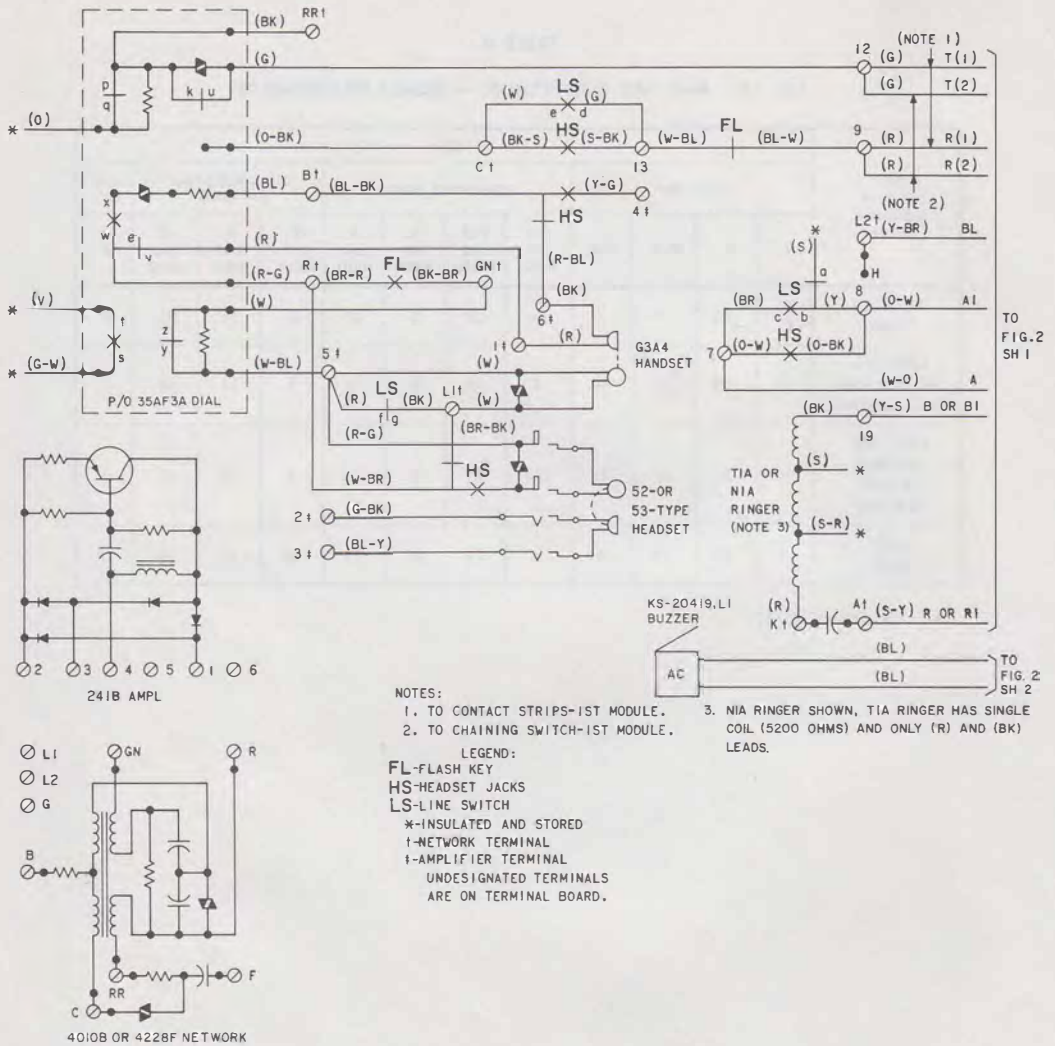 RR†
(BK)
(G)
p
q
k u
* (O)
(O-BK)
12
(NOTE 1)
(G) T(1)
(G) T(2)
LS
(W) (G)
e d
HS
(BK-S) (S-BK)
C†
13
(W-BL) FL (BL-W)
9
(R) R(1)
(R) R(2)
(NOTE 2)
(BL) B† (BL-BK)
(Y-G)
4‡
HS
x
w
e
v
(R)
(R-G) R† (BR-R) FL (BK-BR) GN†
(R-BL)
(BK)
6‡
(R)
1‡
G3A4
HANDSET
L2†
(Y-BR) BL
H
*
(S)
a
LS
(BR) (Y)
c b
8
(O-W) A1
HS
7
(O-W) (O-BK)
(W-O) A
TO
FIG.2
SH 1
* (V)
t
s
* (G-W)
(W)
z
y
(W-BL)
5‡
(W)
P/O 35AF3A DIAL
LS
(R) (BK)
f g
L1†
(W)
(BR-BK)
(R-G)
(W-BR)
HS
2‡ (G-BK)
3‡ (BL-Y)
52-OR
53-TYPE
HEADSET
(BK) (Y-S) B OR B1
19
(S) *
T1A OR
N1A
RINGER
(NOTE 3)
(S-R) *
(R)
K†
A†
(S-Y) R OR R1
KS-20419,L1
BUZZER
AC
(BL)
(BL)
TO
FIG. 2
SH 2
2 3 4 5 1 6
241B AMPL
NOTES:
1. TO CONTACT STRIPS-1ST MODULE.
2. TO CHAINING SWITCH-1ST MODULE.
3. N1A RINGER SHOWN, T1A RINGER HAS SINGLE
COIL (5200 OHMS) AND ONLY (R) AND (BK)
LEADS.
LEGEND:
FL-FLASH KEY
HS-HEADSET JACKS
LS-LINE SWITCH
*-INSULATED AND STORED
†-NETWORK TERMINAL
‡-AMPLIFIER TERMINAL
UNDESIGNATED TERMINALS
ARE ON TERMINAL BOARD.
L1 GN R
L2
G
B
RR F
C
4010B OR 4228F NETWORK